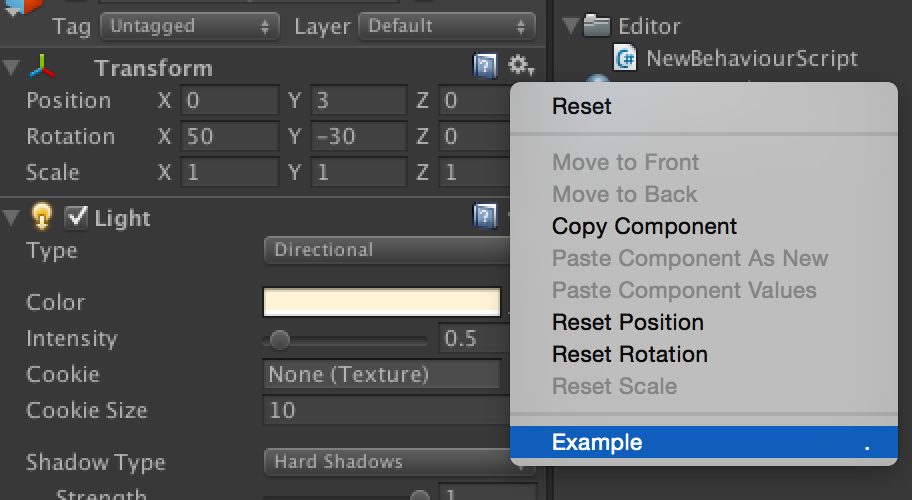 Tag Untagged Layer Default
Transform
Position X 0 Y 3 Z 0
Rotation X 50 Y -30 Z 0
Scale X 1 Y 1 Z 1
Light
Type Directional
Color
Intensity 0.5
Cookie None (Texture)
Cookie Size 10
Shadow Type Hard Shadows
Strength 1
Editor
C# NewBehaviourScript
Reset
Move to Front
Move to Back
Copy Component
Paste Component As New
Paste Component Values
Reset Position
Reset Rotation
Reset Scale
Example .